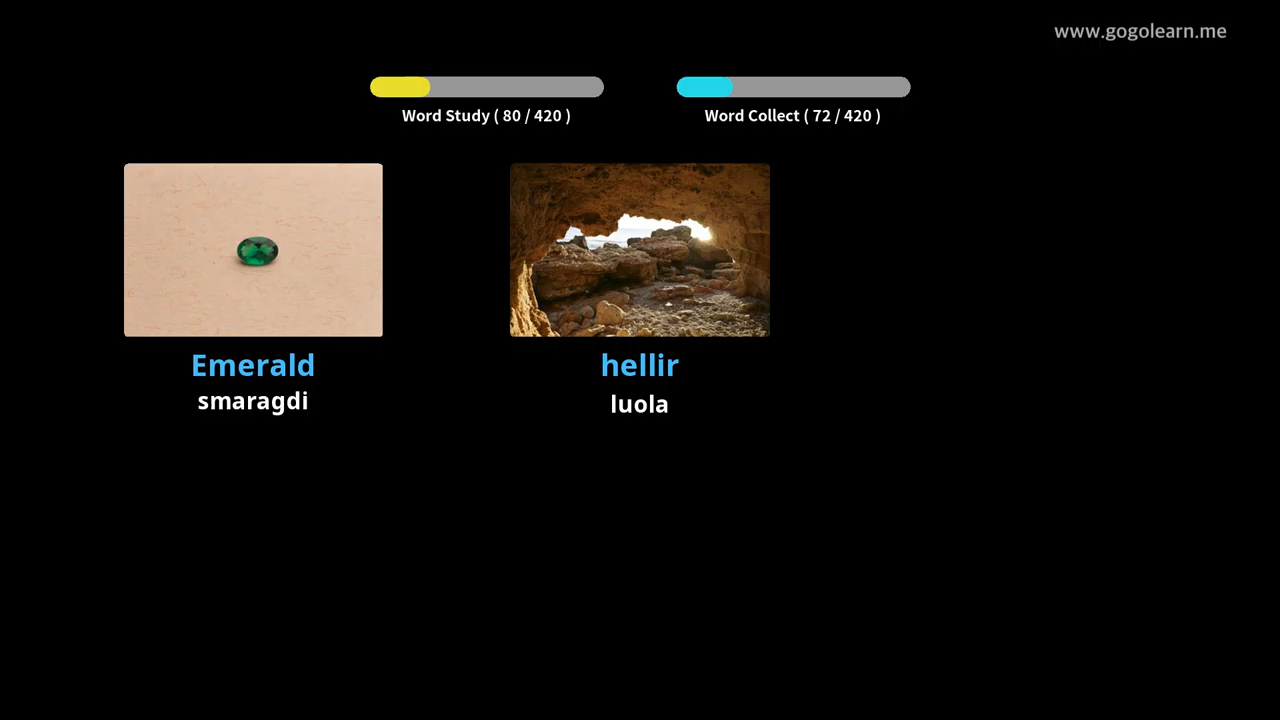 www.gogolearn.me
Word Study ( 80 / 420 )
Word Collect ( 72 / 420 )
Emerald
smaragdi
hellir
luola